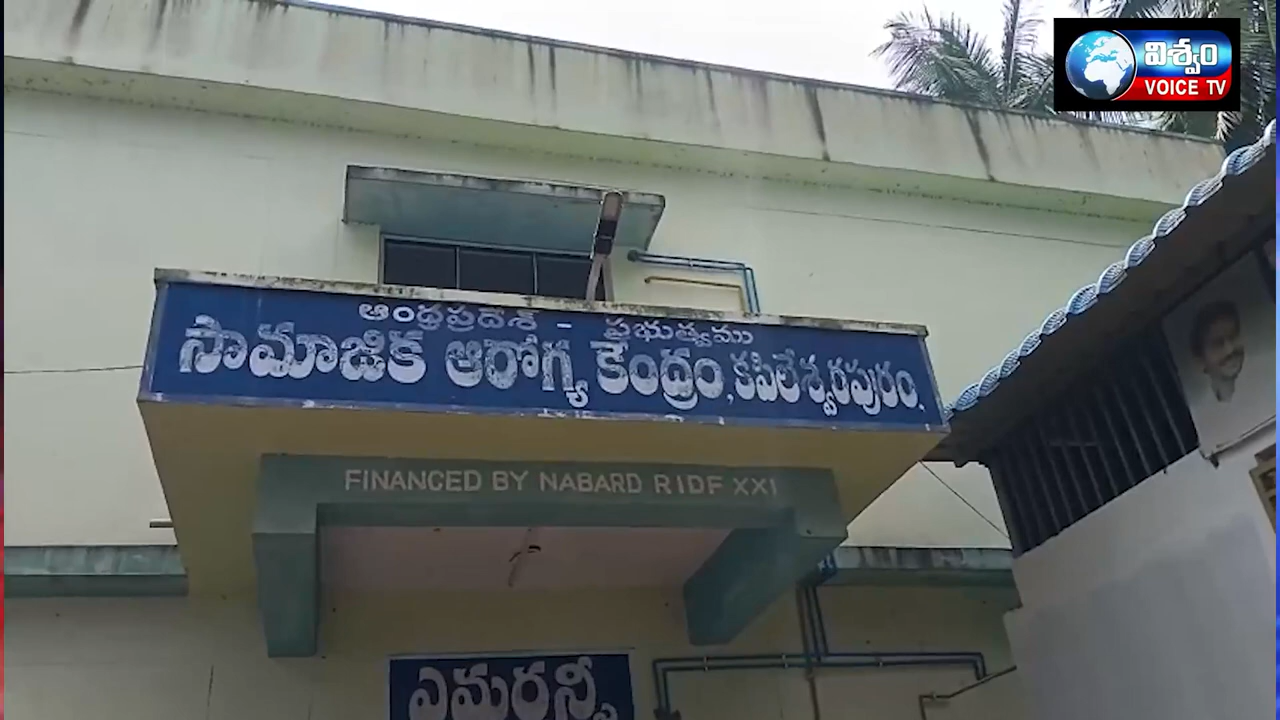 విశ్వం
VOICE TV
ఆంధ్రప్రదేశ్ - ప్రభుత్వము
సామాజిక ఆరోగ్య కేంద్రం, కపిలేశ్వరపురం.
FINANCED BY NABARD RIDF XXI
ఎమర్జన్సీ